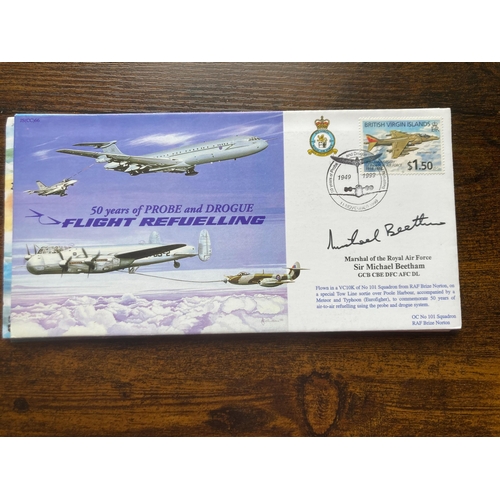 50 years of PROBE and DROGUE
FLIGHT REFUELLING
BRITISH VIRGIN ISLANDS
$1.50
1949 1999
Michael Beetham
Marshal of the Royal Air Force
Sir Michael Beetham
GCB CBE DFC AFC DL
Flown in a VC10K of No 101 Squadron from RAF Brize Norton, on
a special Tow Line sortie over Poole Harbour, accompanied by a
Meteor and Typhoon (Eurofighter), to commemorate 50 years of
air-to-air refuelling using the probe and drogue system.
OC No 101 Squadron
RAF Brize Norton